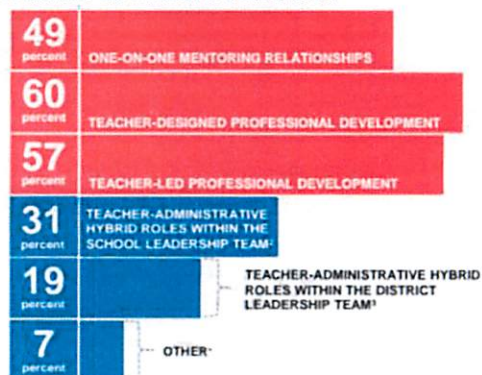 49
percent
ONE-ON-ONE MENTORING RELATIONSHIPS
60
percent
TEACHER-DESIGNED PROFESSIONAL DEVELOPMENT
57
percent
TEACHER-LED PROFESSIONAL DEVELOPMENT
31
percent
TEACHER-ADMINISTRATIVE
HYBRID ROLES WITHIN THE
SCHOOL LEADERSHIP TEAM²
19
percent
TEACHER-ADMINISTRATIVE HYBRID
ROLES WITHIN THE DISTRICT
LEADERSHIP TEAM³
7
percent
OTHER